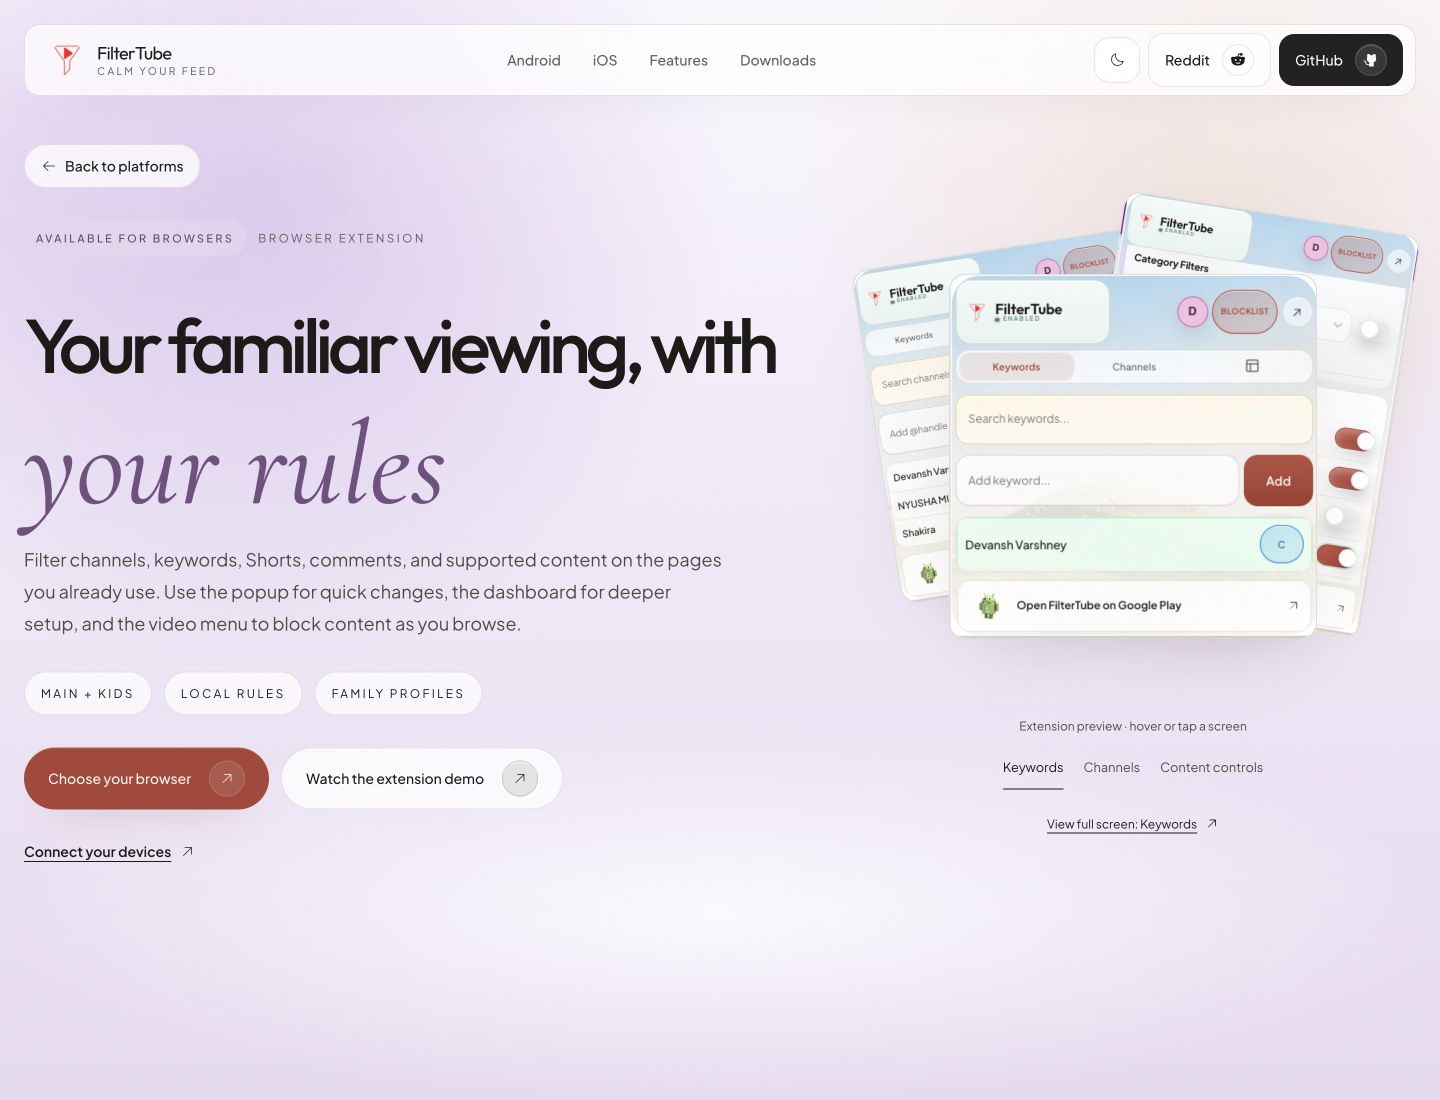 FilterTube
CALM YOUR FEED
Android
iOS
Features
Downloads
Reddit
GitHub
Back to platforms
AVAILABLE FOR BROWSERS
BROWSER EXTENSION
Your familiar viewing, with
your rules
Filter channels, keywords, Shorts, comments, and supported content on the pages
you already use. Use the popup for quick changes, the dashboard for deeper
setup, and the video menu to block content as you browse.
MAIN + KIDS
LOCAL RULES
FAMILY PROFILES
Choose your browser
Watch the extension demo
Connect your devices
FilterTube
ENABLED
D
BLOCKLIST
Keywords
Search channels
Add @handle
Devansh Var
NYUSHA
Shakira
FilterTube
ENABLED
D
BLOCKLIST
Category Filters
FilterTube
ENABLED
D
BLOCKLIST
Keywords
Channels
Search keywords...
Add keyword...
Add
Devansh Varshney
C
Open FilterTube on Google Play
Extension preview · hover or tap a screen
Keywords
Channels
Content controls
View full screen: Keywords